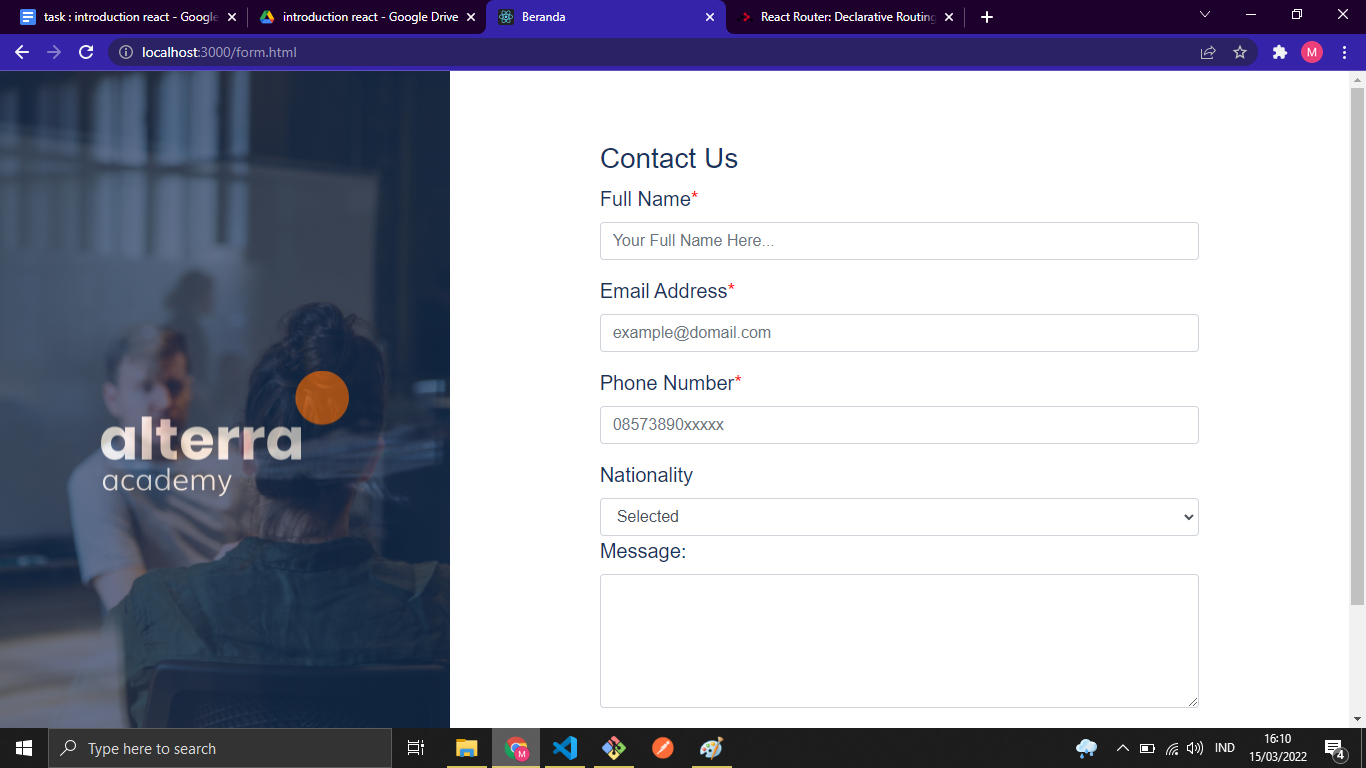 task : introduction react - Google
introduction react - Google Drive
Beranda
React Router: Declarative Routing
localhost:3000/form.html
M
alterra
academy
Contact Us
Full Name*
Your Full Name Here...
Email Address*
example@domail.com
Phone Number*
08573890xxxxx
Nationality
Selected
Message:
Type here to search
M
IND
16:10
15/03/2022
4